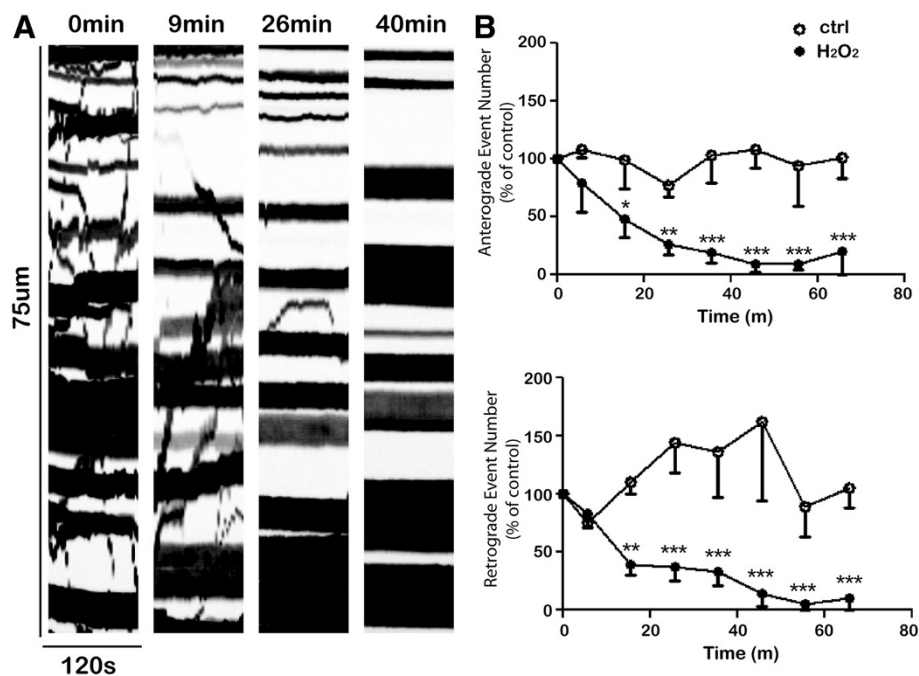 A
0min 9min 26min 40min
75um
120s
B
ctrl
H₂O₂
Anterograde Event Number
(% of control)
200
150
100
50
0
* ** *** *** *** ***
0 20 40 60 80
Time (m)
Retrograde Event Number
(% of control)
200
150
100
50
0
** *** *** *** *** ***
0 20 40 60 80
Time (m)